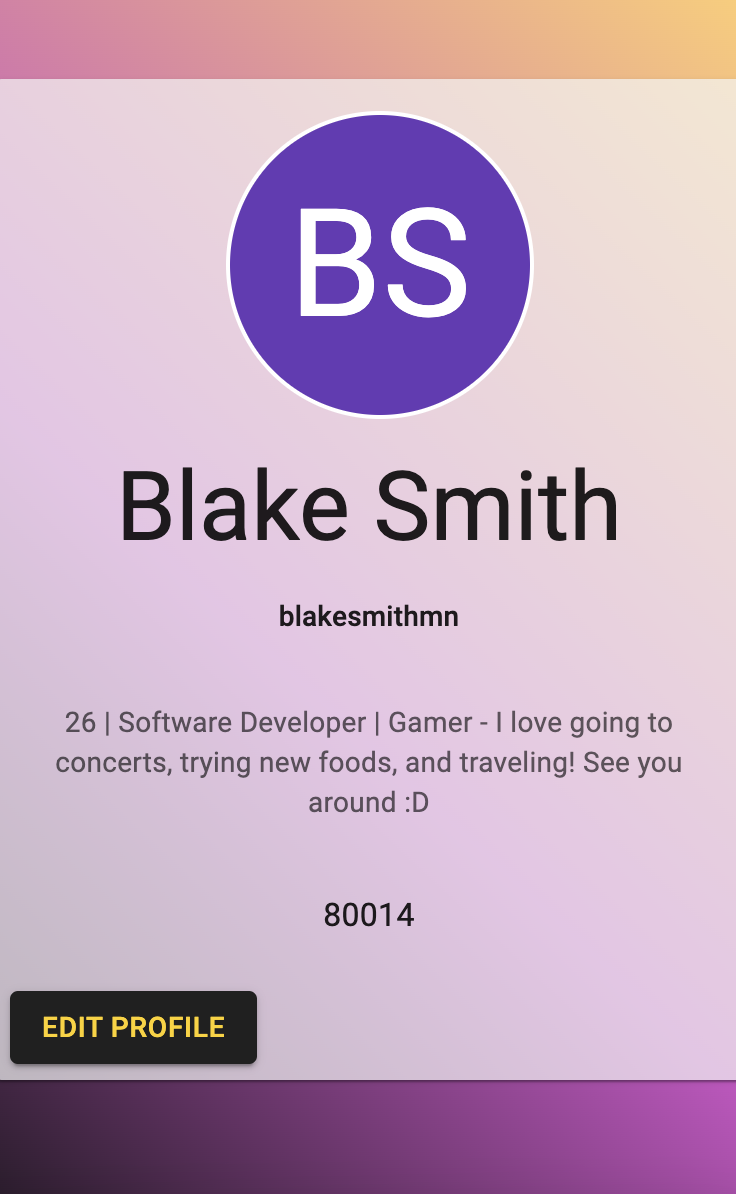 BS
Blake Smith
blakesmithmn
26 | Software Developer | Gamer - I love going to
concerts, trying new foods, and traveling! See you
around :D
80014
EDIT PROFILE